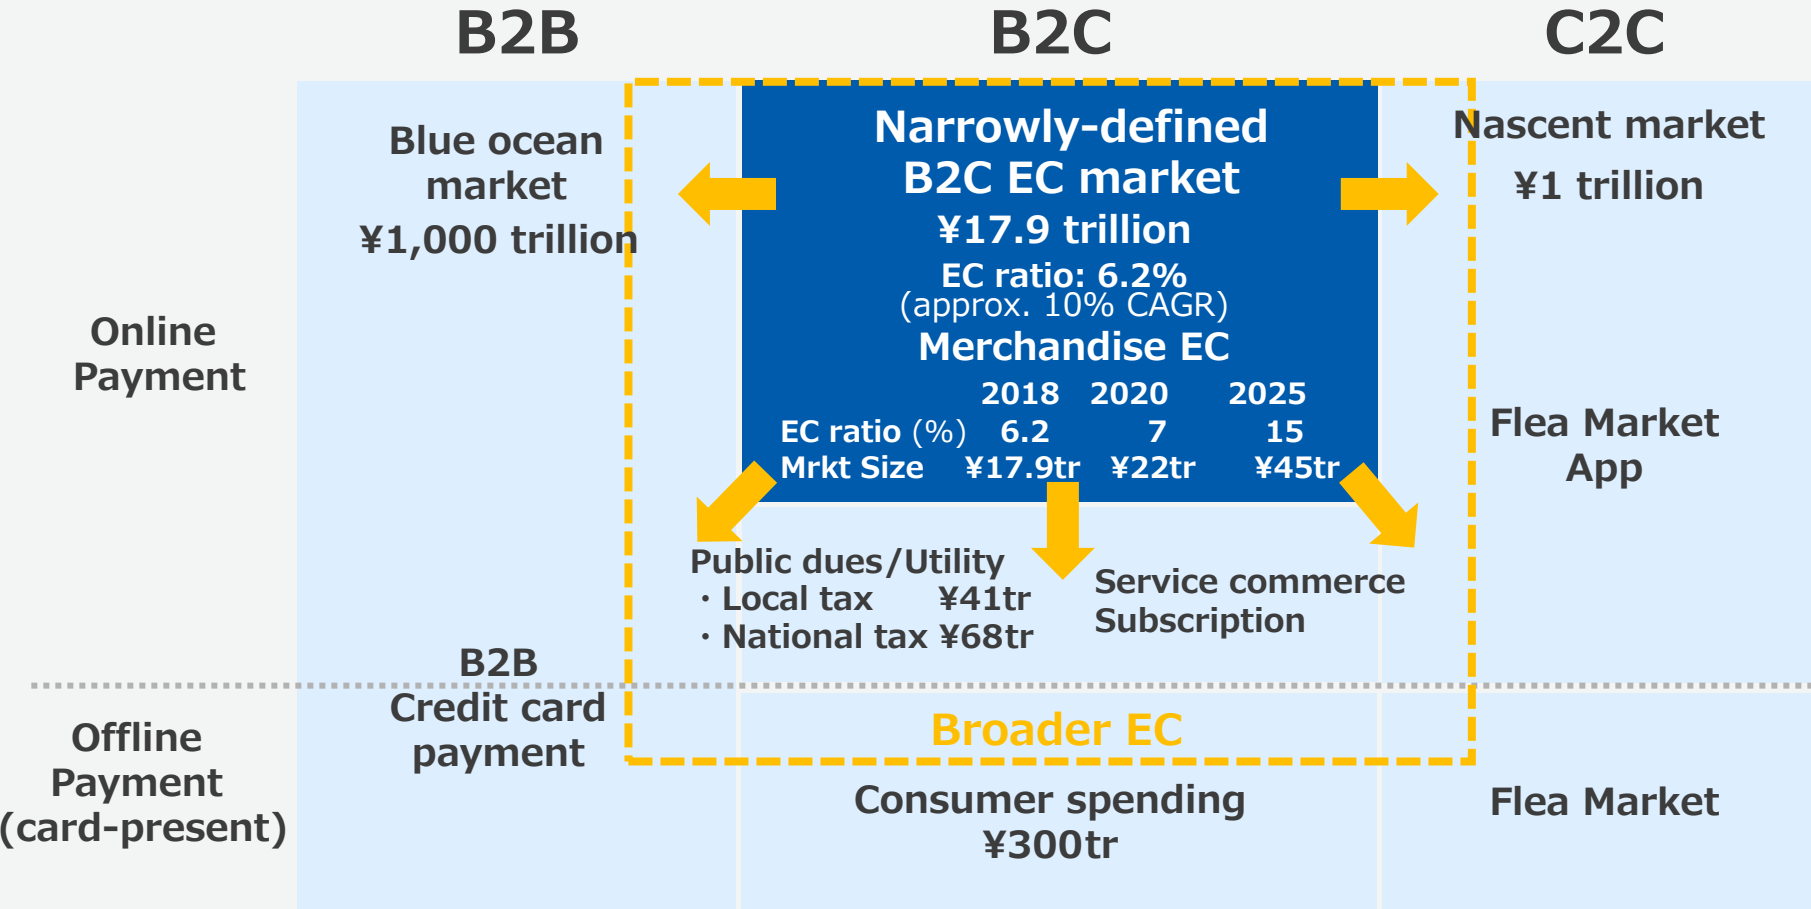 B2B B2C C2C
Online
Payment
Offline
Payment
(card-present)
Blue ocean
market
¥1,000 trillion
B2B
Credit card
payment
Narrowly-defined
B2C EC market
¥17.9 trillion
EC ratio: 6.2%
(approx. 10% CAGR)
Merchandise EC
2018 2020 2025
EC ratio (%) 6.2 7 15
Mrkt Size ¥17.9tr ¥22tr ¥45tr
Public dues/Utility
・Local tax ¥41tr
・National tax ¥68tr
Service commerce
Subscription
Broader EC
Consumer spending
¥300tr
Nascent market
¥1 trillion
Flea Market
App
Flea Market